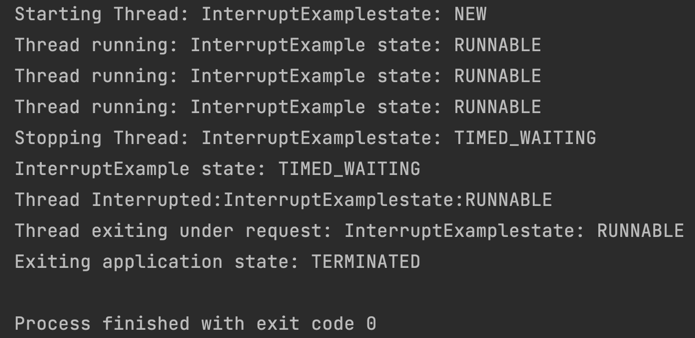 Starting Thread: InterruptExamplestate: NEW
Thread running: InterruptExample state: RUNNABLE
Thread running: InterruptExample state: RUNNABLE
Thread running: InterruptExample state: RUNNABLE
Stopping Thread: InterruptExamplestate: TIMED_WAITING
InterruptExample state: TIMED_WAITING
Thread Interrupted:InterruptExamplestate:RUNNABLE
Thread exiting under request: InterruptExamplestate: RUNNABLE
Exiting application state: TERMINATED
Process finished with exit code 0